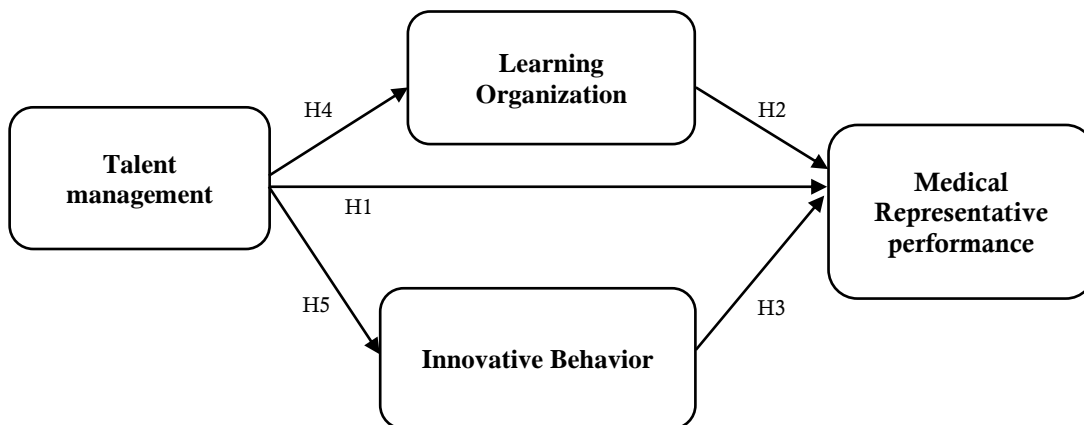 Learning
Organization
H4
H2
Talent
management
H1
Medical
Representative
performance
H5
H3
Innovative Behavior